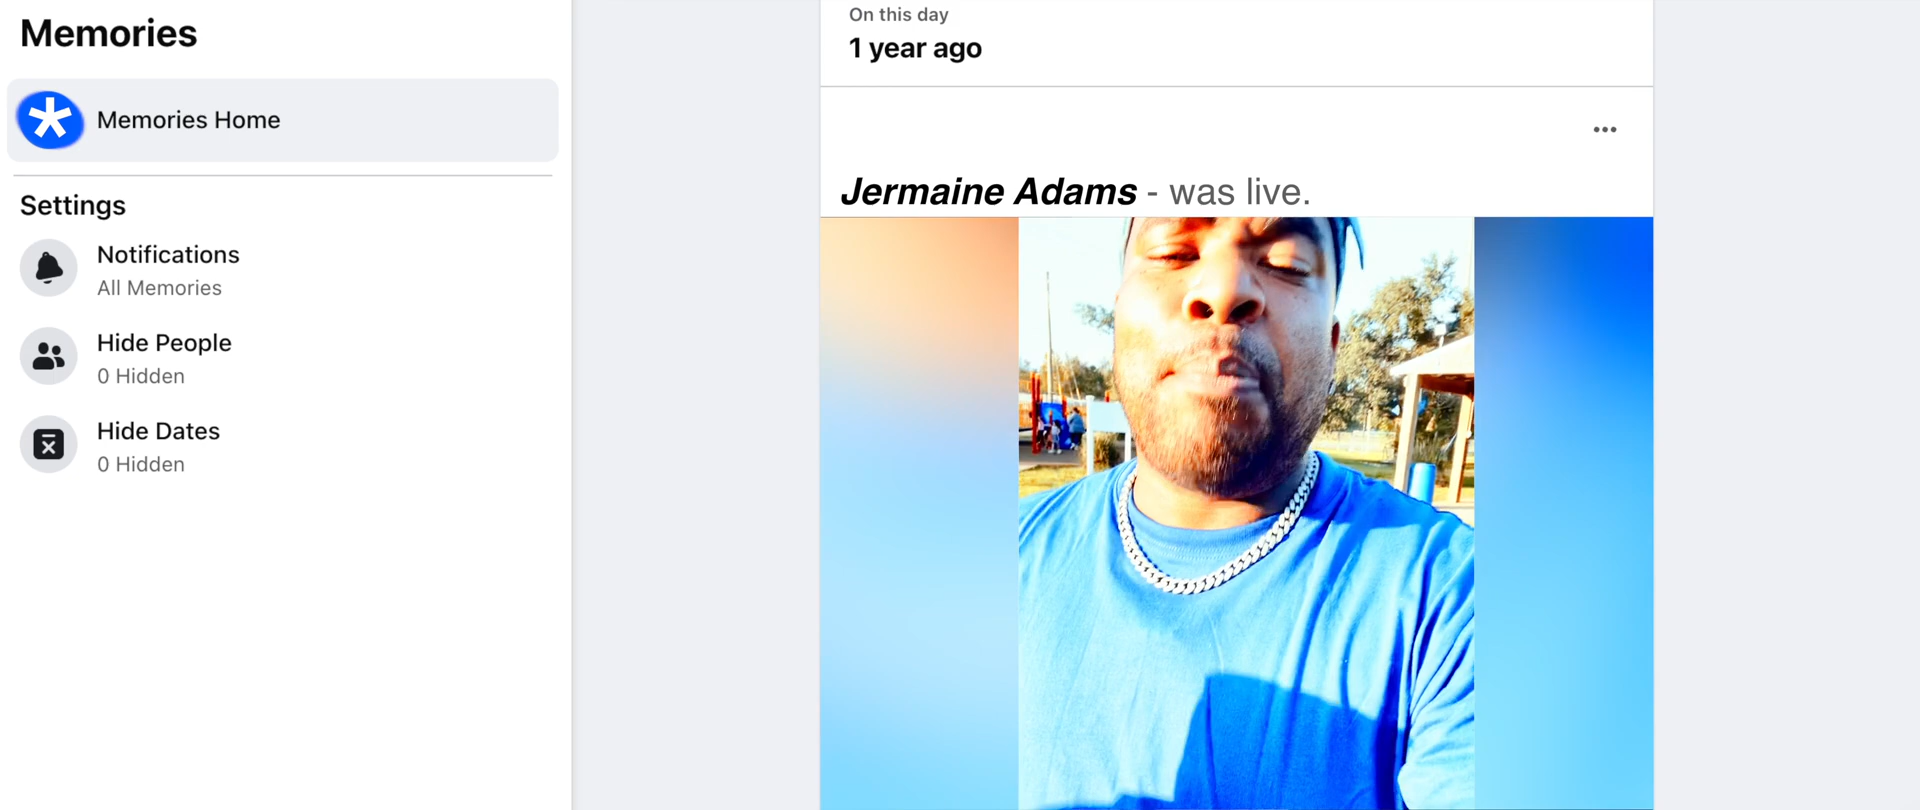 Memories
Memories Home
Settings
Notifications
All Memories
Hide People
0 Hidden
Hide Dates
0 Hidden
On this day
1 year ago
Jermaine Adams - was live.